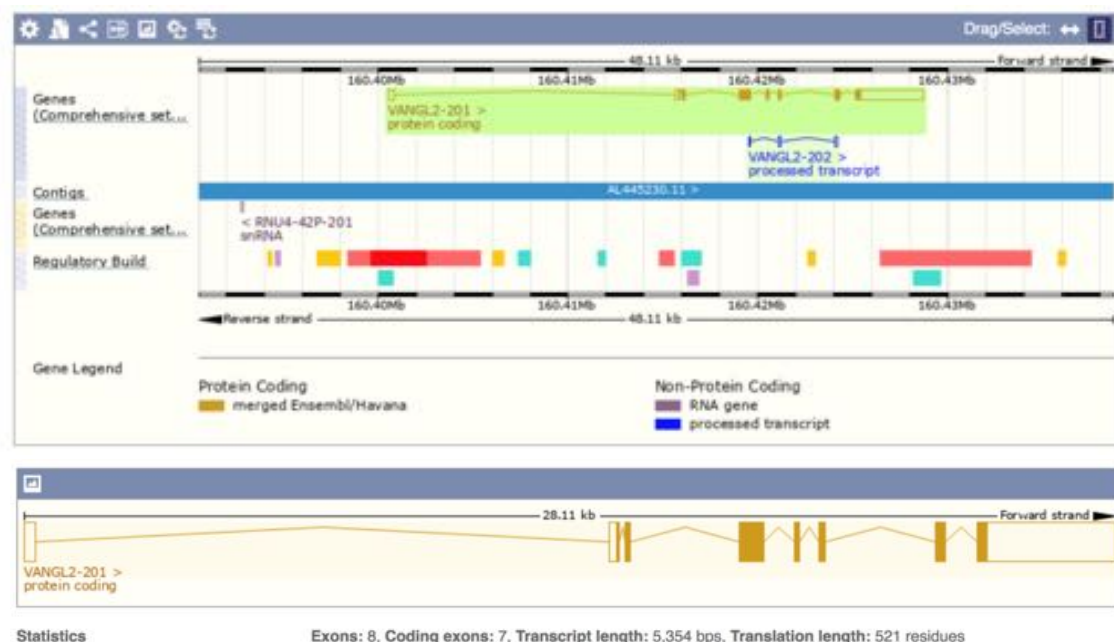 Drag/Select:
48.11 kb Forward strand
160.40Mb 160.41Mb 160.42Mb 160.43Mb
Genes
(Comprehensive set...
VANGL2-201 >
protein coding
VANGL2-202 >
processed transcript
Contigs AL445230.11 >
Genes
(Comprehensive set...
< RNU4-42P-201
snRNA
Regulatory Build
160.40Mb 160.41Mb 160.42Mb 160.43Mb
Reverse strand 48.11 kb
Gene Legend
Protein Coding Non-Protein Coding
merged Ensembl/Havana RNA gene
processed transcript
28.11 kb Forward strand
VANGL2-201 >
protein coding
Statistics Exons: 8, Coding exons: 7, Transcript length: 5,354 bps, Translation length: 521 residues